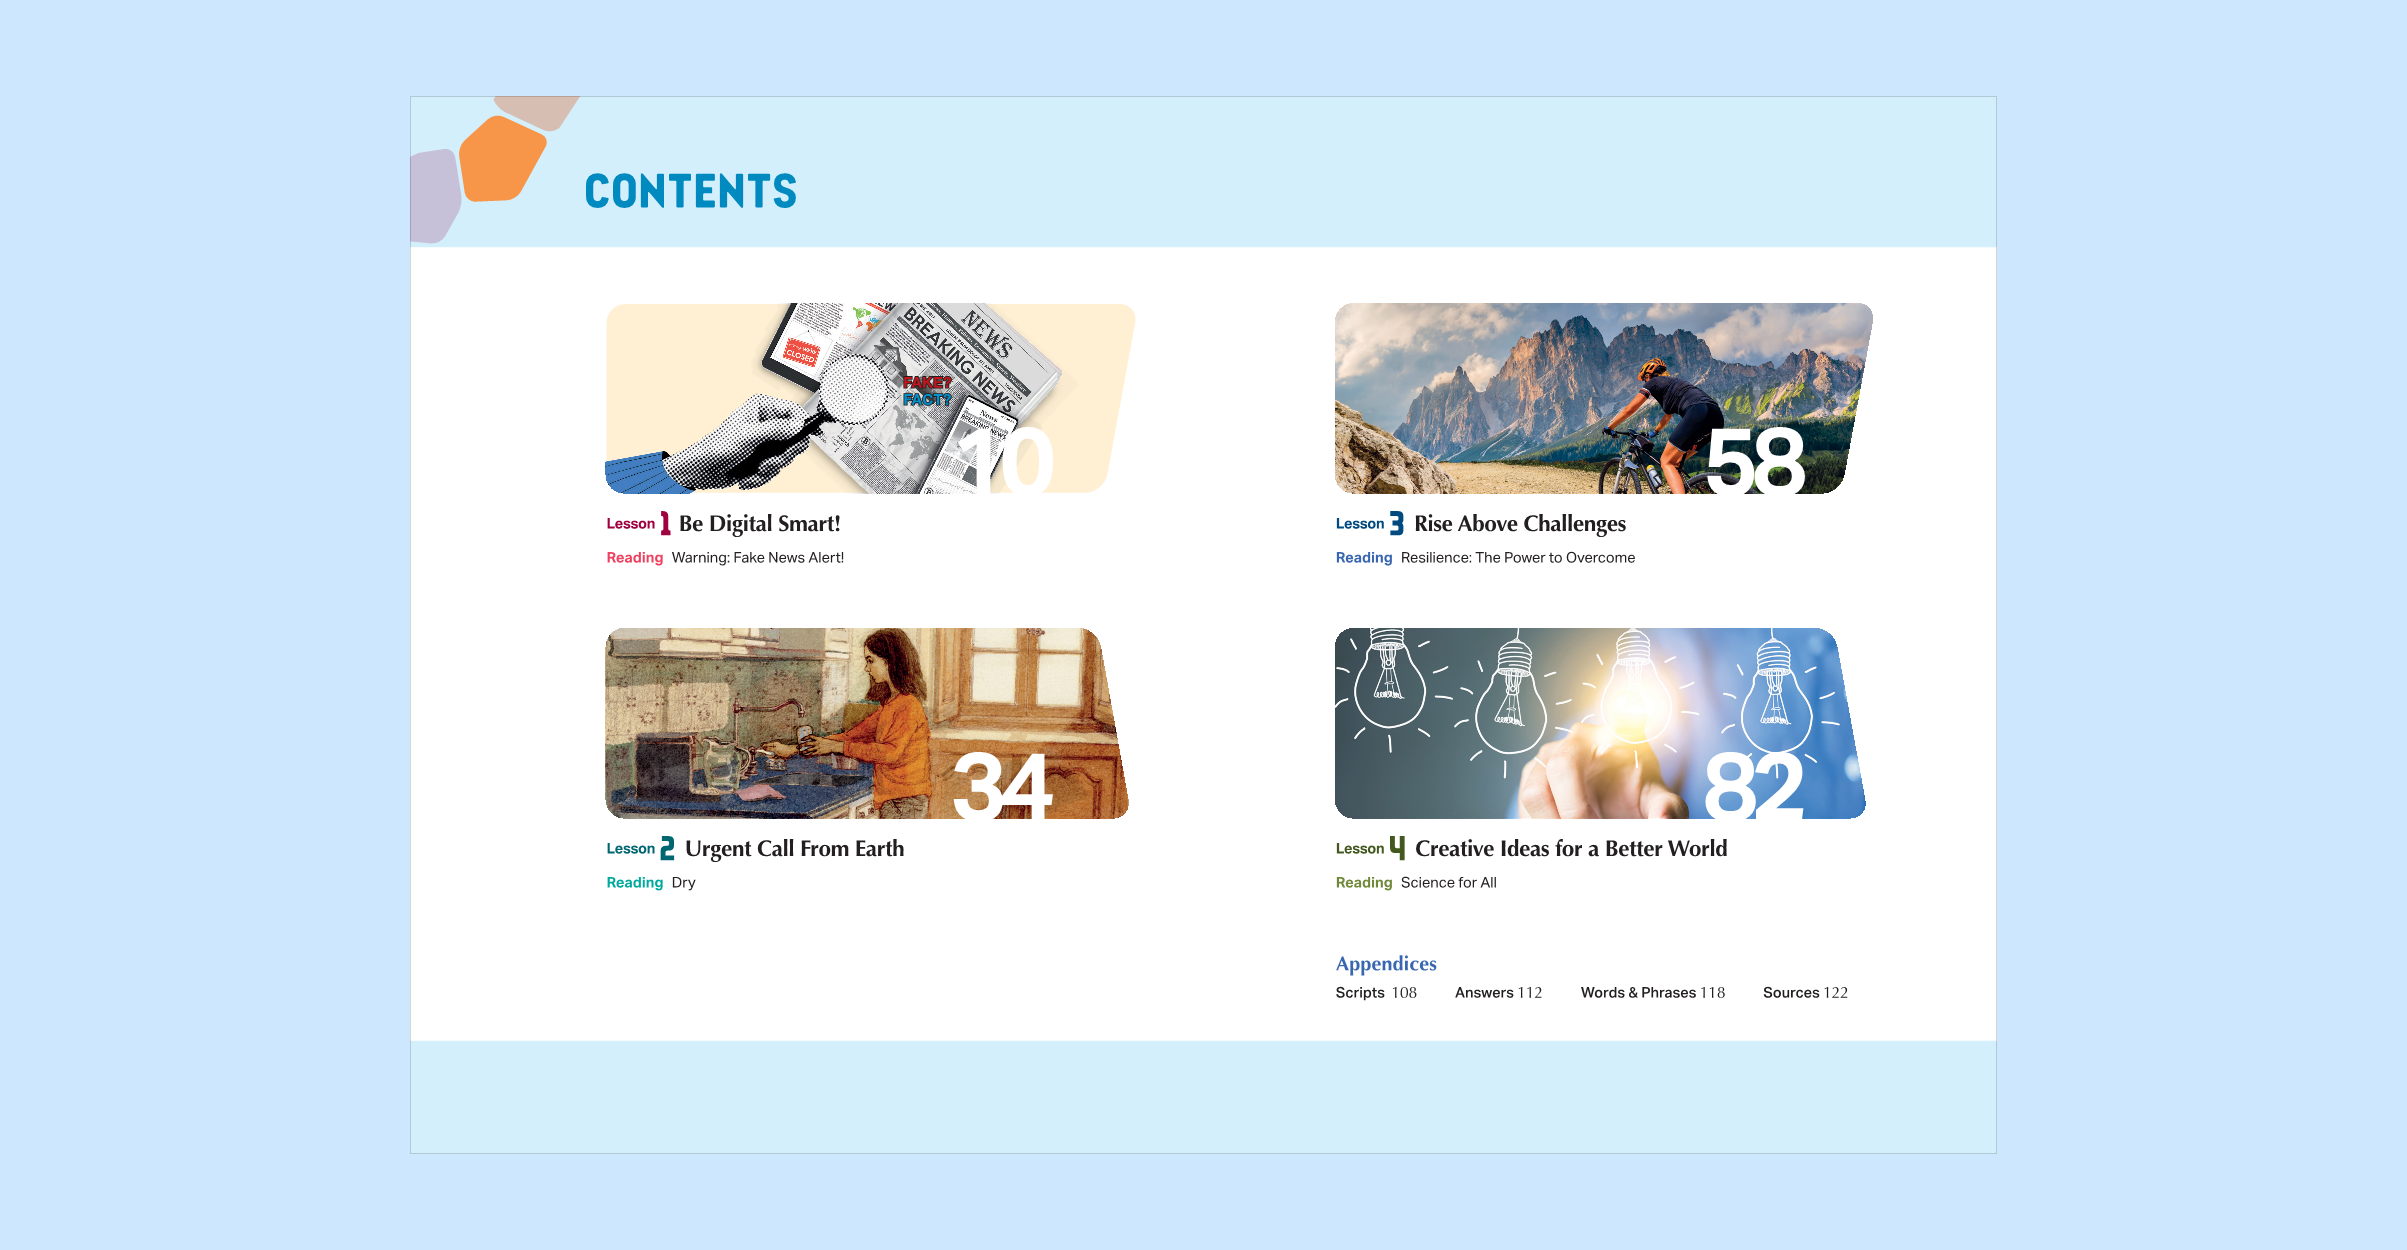 CONTENTS
NEWS
BREAKING NEWS
CLOSED
FAKE?
FACT?
News
BREAKING NEWS
10
Lesson 1 Be Digital Smart!
Reading Warning: Fake News Alert!
34
Lesson 2 Urgent Call From Earth
Reading Dry
58
Lesson 3 Rise Above Challenges
Reading Resilience: The Power to Overcome
82
Lesson 4 Creative Ideas for a Better World
Reading Science for All
Appendices
Scripts 108 Answers 112 Words & Phrases 118 Sources 122